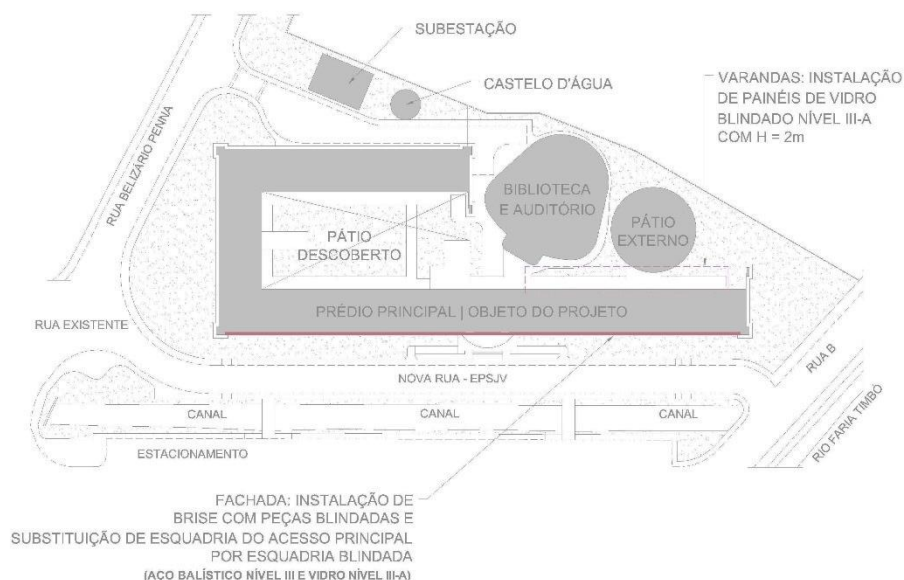 SUBESTAÇÃO
CASTELO D'ÁGUA
VARANDAS: INSTALAÇÃO
DE PAINÉIS DE VIDRO
BLINDADO NÍVEL III-A
COM H = 2m
RUA BELIZÁRIO PENNA
BIBLIOTECA
E AUDITÓRIO
PÁTIO
EXTERNO
PÁTIO
DESCOBERTO
PRÉDIO PRINCIPAL | OBJETO DO PROJETO
RUA EXISTENTE
RUA B
NOVA RUA - EPSJV
CANAL
CANAL
CANAL
RIO FARIA TIMBÓ
ESTACIONAMENTO
FACHADA: INSTALAÇÃO DE
BRISE COM PEÇAS BLINDADAS E
SUBSTITUIÇÃO DE ESQUADRIA DO ACESSO PRINCIPAL
POR ESQUADRIA BLINDADA
(AÇO BALÍSTICO NÍVEL III E VIDRO NÍVEL III-A)